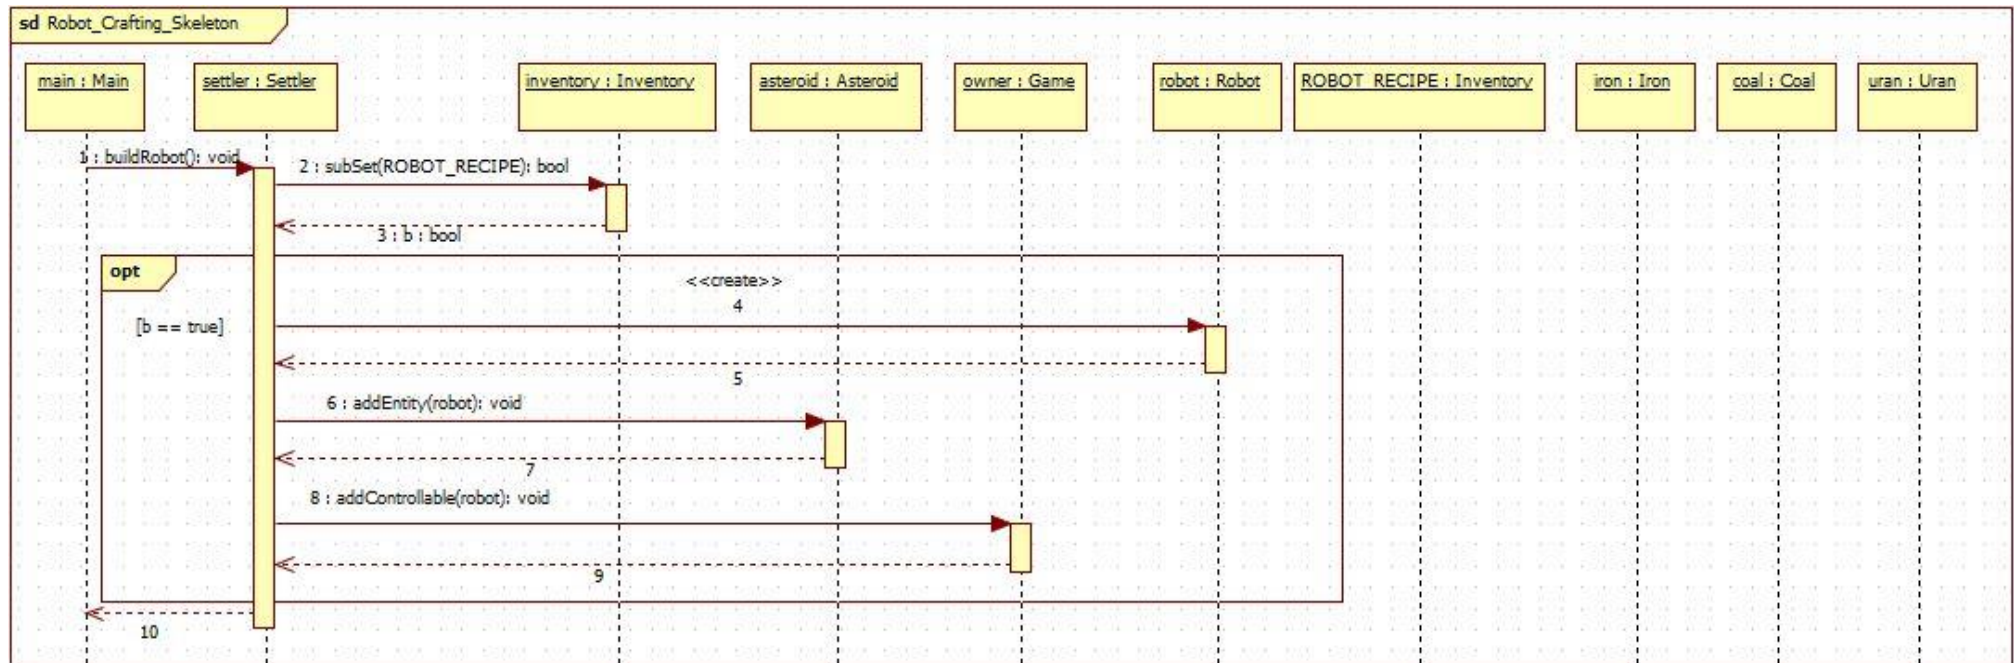 sd Robot_Crafting_Skeleton
main : Main
settler : Settler
inventory : Inventory
asteroid : Asteroid
owner : Game
robot : Robot
ROBOT_RECIPE : Inventory
iron : Iron
coal : Coal
uran : Uran
1 : buildRobot(): void
2 : subSet(ROBOT_RECIPE): bool
3 : b : bool
opt
<<create>>
4
[b == true]
5
6 : addEntity(robot): void
7
8 : addControllable(robot): void
9
10